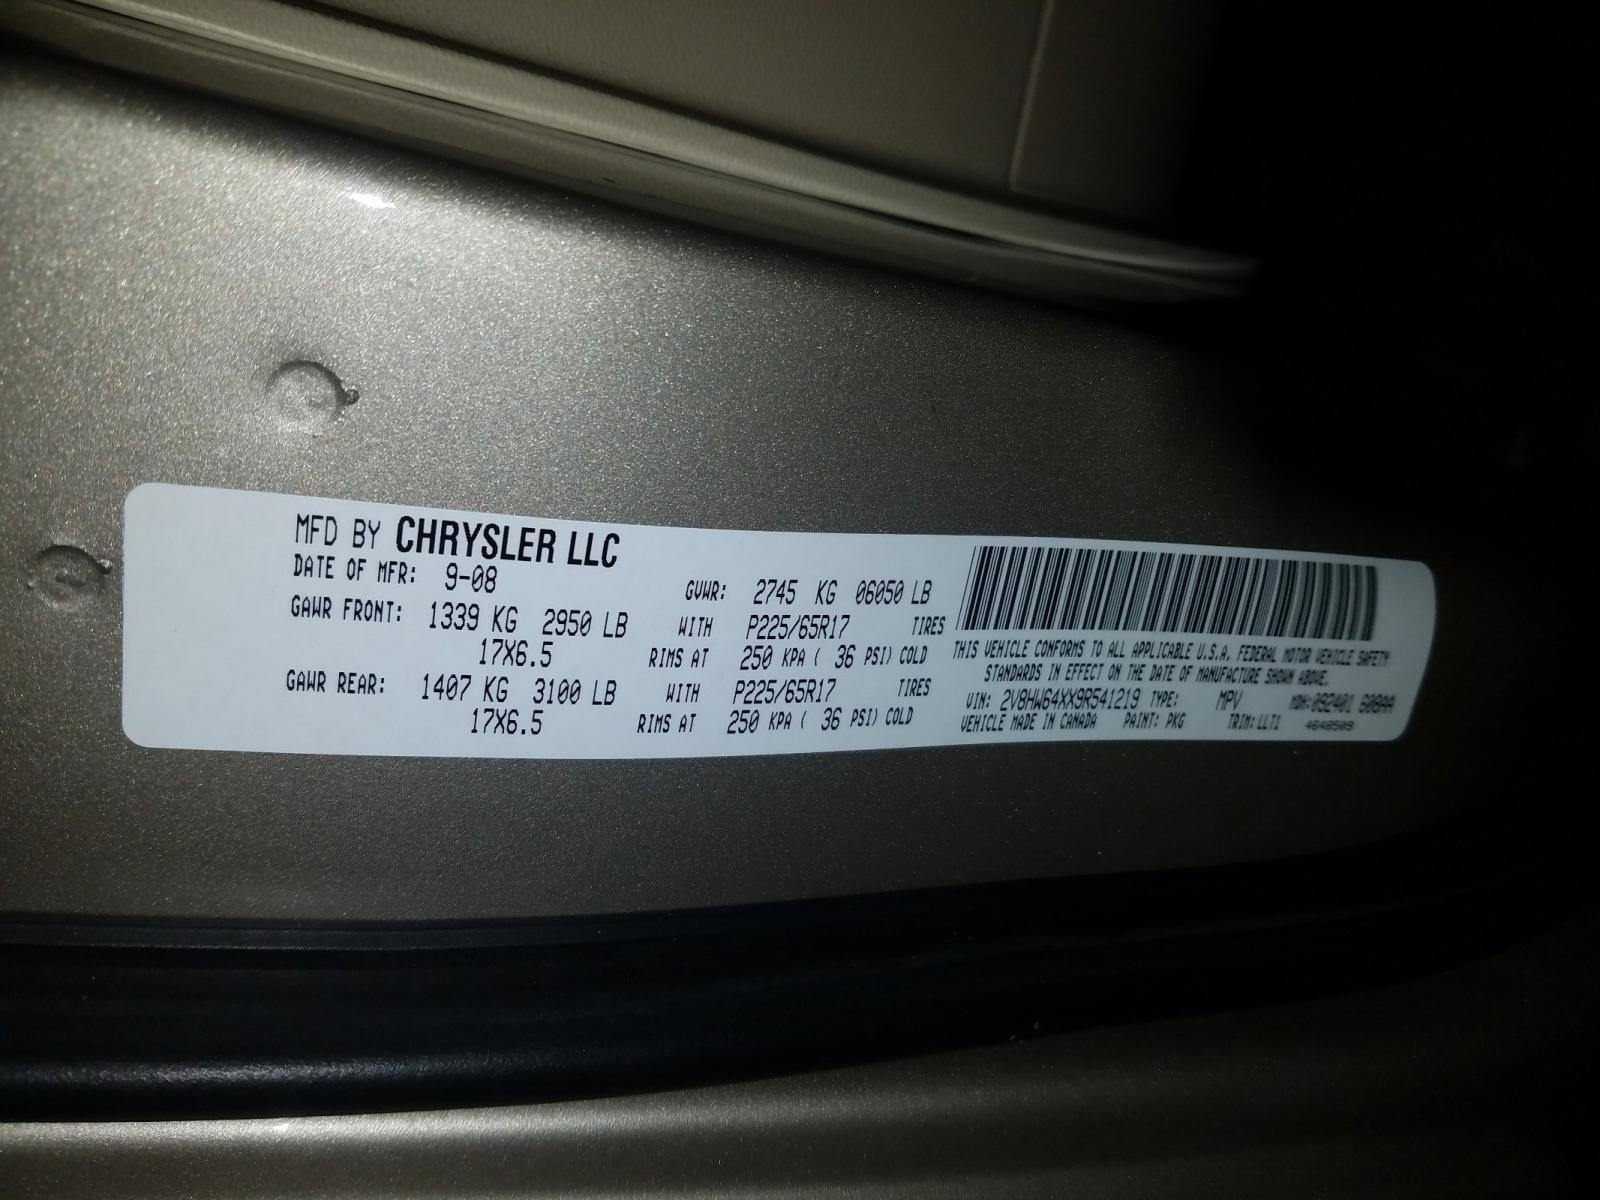 MFD BY CHRYSLER LLC
DATE OF MFR: 9-08 GVWR: 2745 KG 06050 LB
GAWR FRONT: 1339 KG 2950 LB WITH P225/65R17 TIRES
17X6.5 RIMS AT 250 KPA ( 36 PSI) COLD
GAWR REAR: 1407 KG 3100 LB WITH P225/65R17 TIRES
17X6.5 RIMS AT 250 KPA ( 36 PSI) COLD
THIS VEHICLE CONFORMS TO ALL APPLICABLE U.S.A. FEDERAL MOTOR VEHICLE SAFETY
STANDARDS IN EFFECT ON THE DATE OF MANUFACTURE SHOWN ABOVE.
VIN: 2V8HW64XX9R541219 TYPE: MPV MDH: 092401
VEHICLE MADE IN CANADA PAINT: PKG TRIM: LLT1